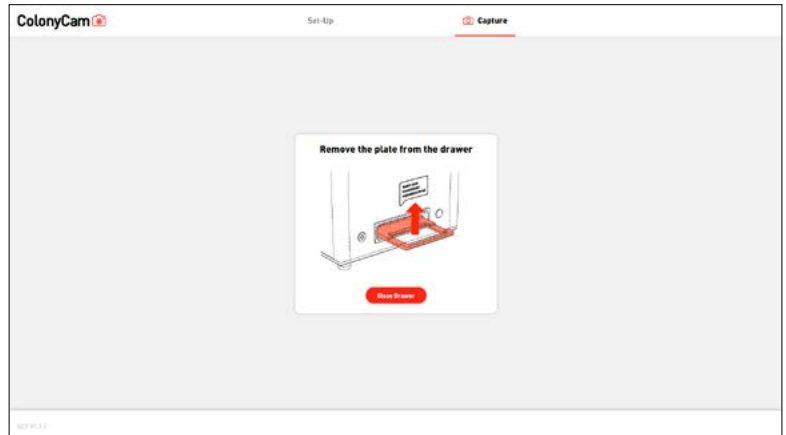 ColonyCam
Set-Up
Capture
Remove the plate from the drawer
Close Drawer